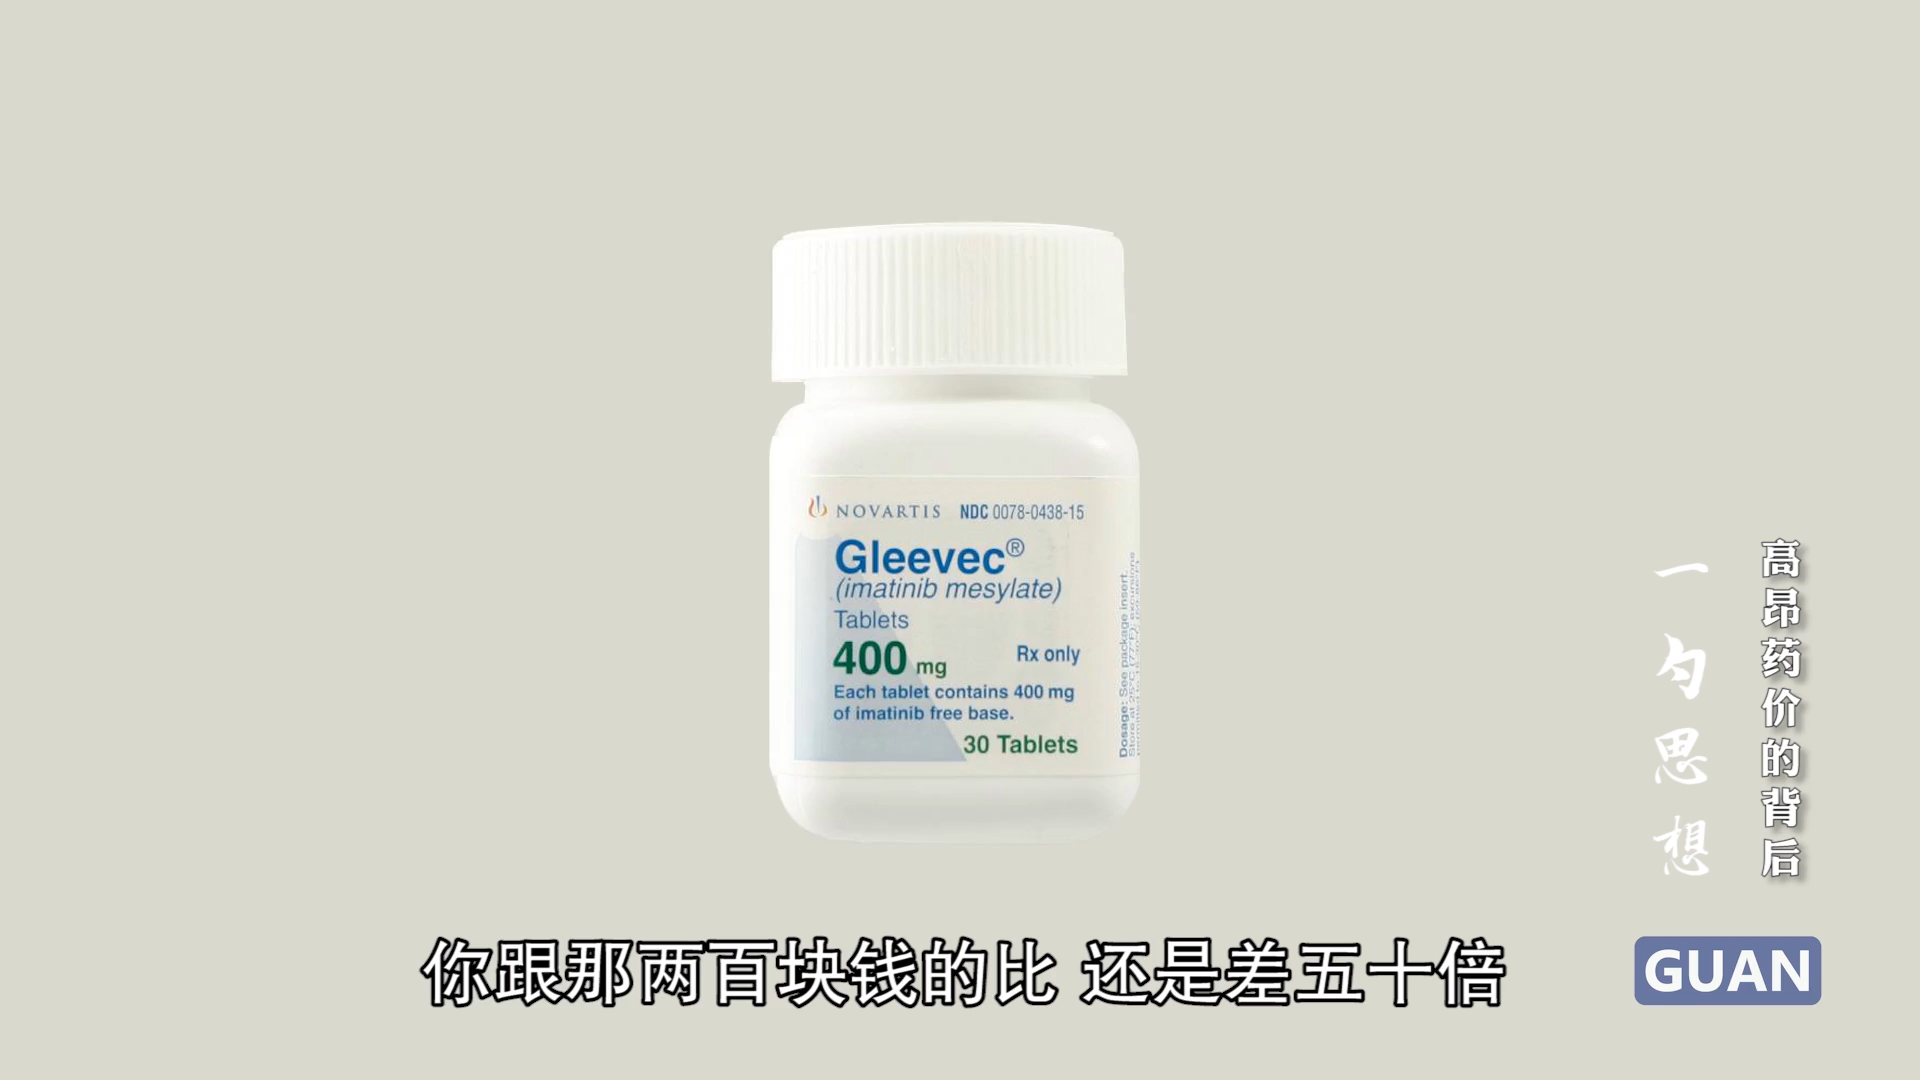 NOVARTIS NDC 0078-0438-15
Gleevec®
(imatinib mesylate)
Tablets
400 mg
Rx only
Each tablet contains 400 mg
of imatinib free base.
30 Tablets
Dosage: See package insert.
高昂药价的背后
一勺思想
你跟那两百块钱的比 还是差五十倍
GUAN